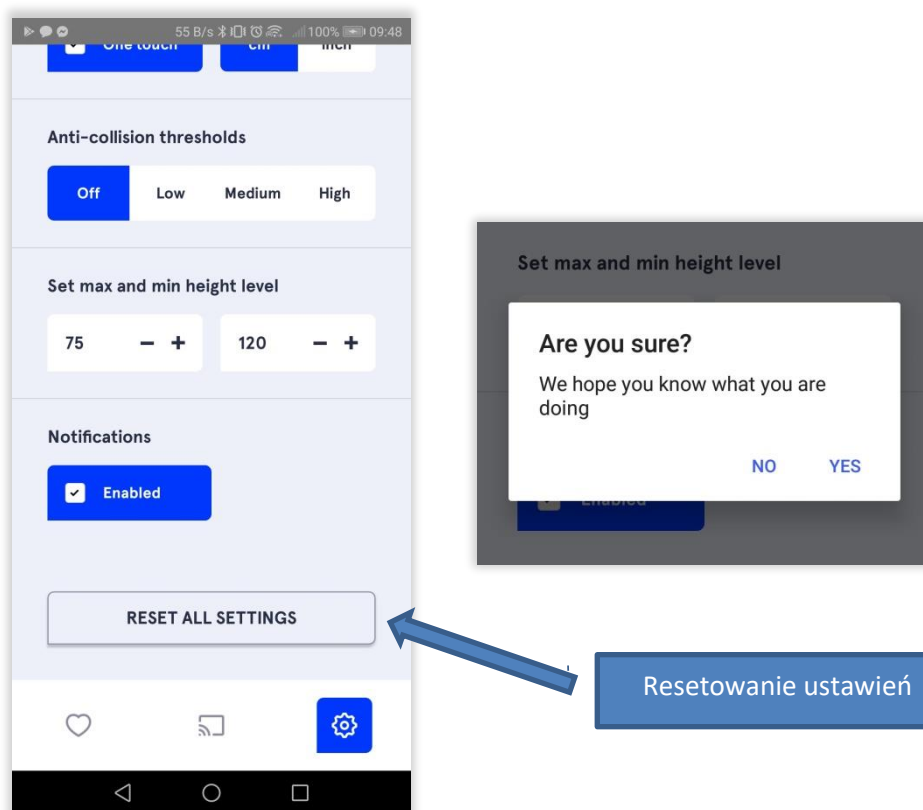 55 B/s 100% 09:48
One touch cm inch
Anti-collision thresholds
Off Low Medium High
Set max and min height level
75 − + 120 − +
Notifications
Enabled
RESET ALL SETTINGS
Set max and min height level
Are you sure?
We hope you know what you are
doing
NO YES
Enabled
Resetowanie ustawień